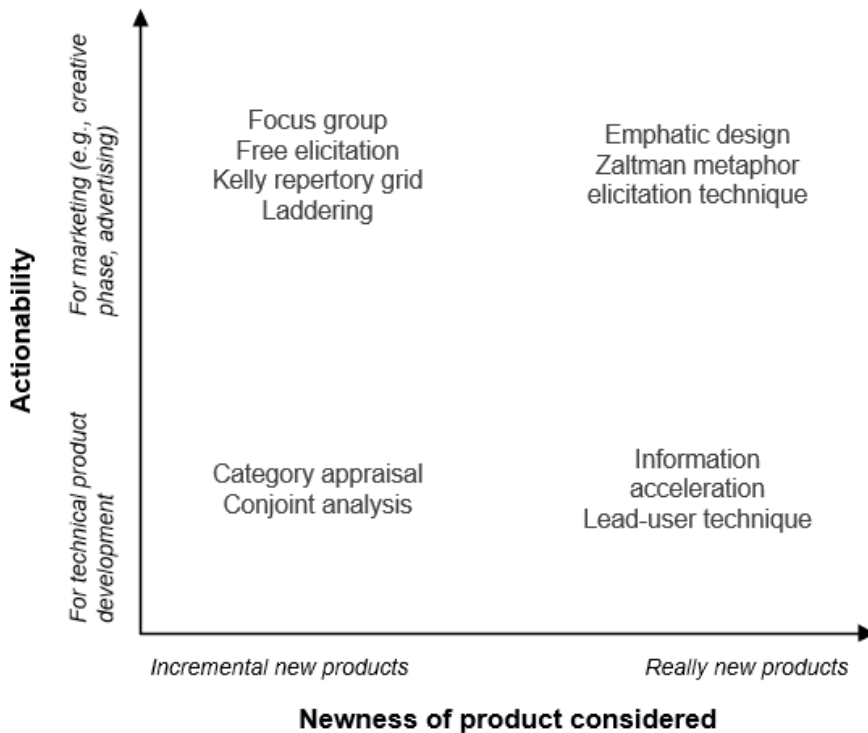 Actionability
For marketing (e.g., creative
phase, advertising)
Focus group
Free elicitation
Kelly repertory grid
Laddering
Emphatic design
Zaltman metaphor
elicitation technique
For technical product
development
Category appraisal
Conjoint analysis
Information
acceleration
Lead-user technique
Incremental new products
Really new products
Newness of product considered